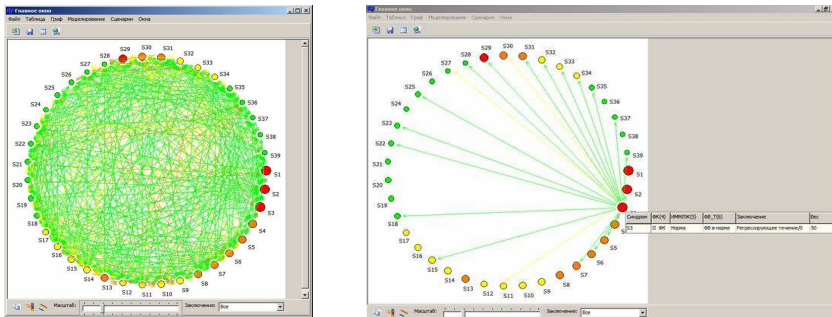 Главное окно
Файл Таблица Граф Моделирование Сценарии Окна
S29 S30 S31
S28 S32
S27 S33
S26 S34
S25 S35
S24 S36
S23 S37
S22 S38
S21 S39
S20 S1
S19 S2
S18 S3
S17 S4
S16 S5
S15 S6
S14 S7
S13 S8
S12 S11 S10 S9
Масштаб: Заключение: Все
Главное окно
Файл Таблица Граф Моделирование Сценарии Окна
S29 S30 S31
S28 S32
S27 S33
S26 S34
S25 S35
S24 S36
S23 S37
S22 S38
S21 S39
S20 S1
S19 S2
S18
S17
S16 S5
S15 S6
S14 S7
S13 S8
S12 S11 S10 S9
Синдром ФК(4) ИММЛЖ(5) ФВ_Т(6) Заключение Вес
S3 II ФК Норма ФВ в норме Регрессирующее течение/II 50
Масштаб: Заключение: Все